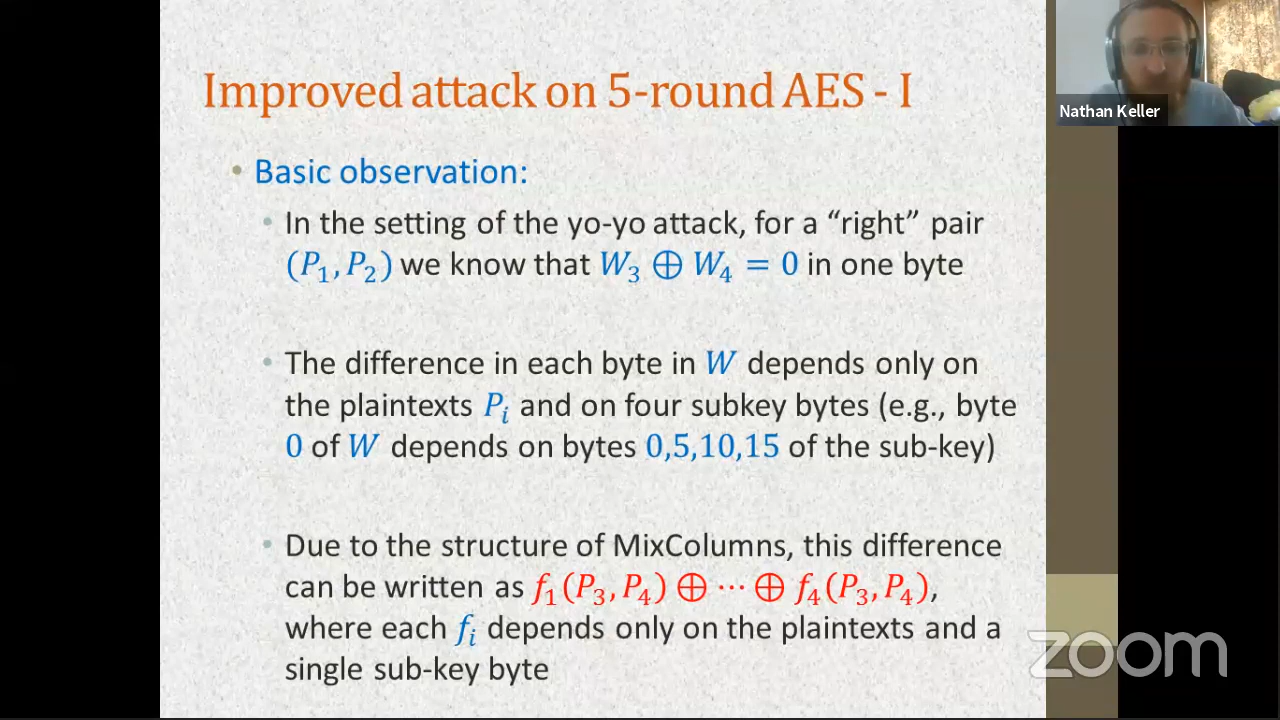 Improved attack on 5-round AES - I
• Basic observation:
• In the setting of the yo-yo attack, for a “right” pair
(P₁, P₂) we know that W₃ ⊕ W₄ = 0 in one byte
• The difference in each byte in W depends only on
the plaintexts Pᵢ and on four subkey bytes (e.g., byte
0 of W depends on bytes 0,5,10,15 of the sub-key)
• Due to the structure of MixColumns, this difference
can be written as f₁(P₃, P₄) ⊕ ⋯ ⊕ f₄(P₃, P₄),
where each fᵢ depends only on the plaintexts and a
single sub-key byte
Nathan Keller
zoom